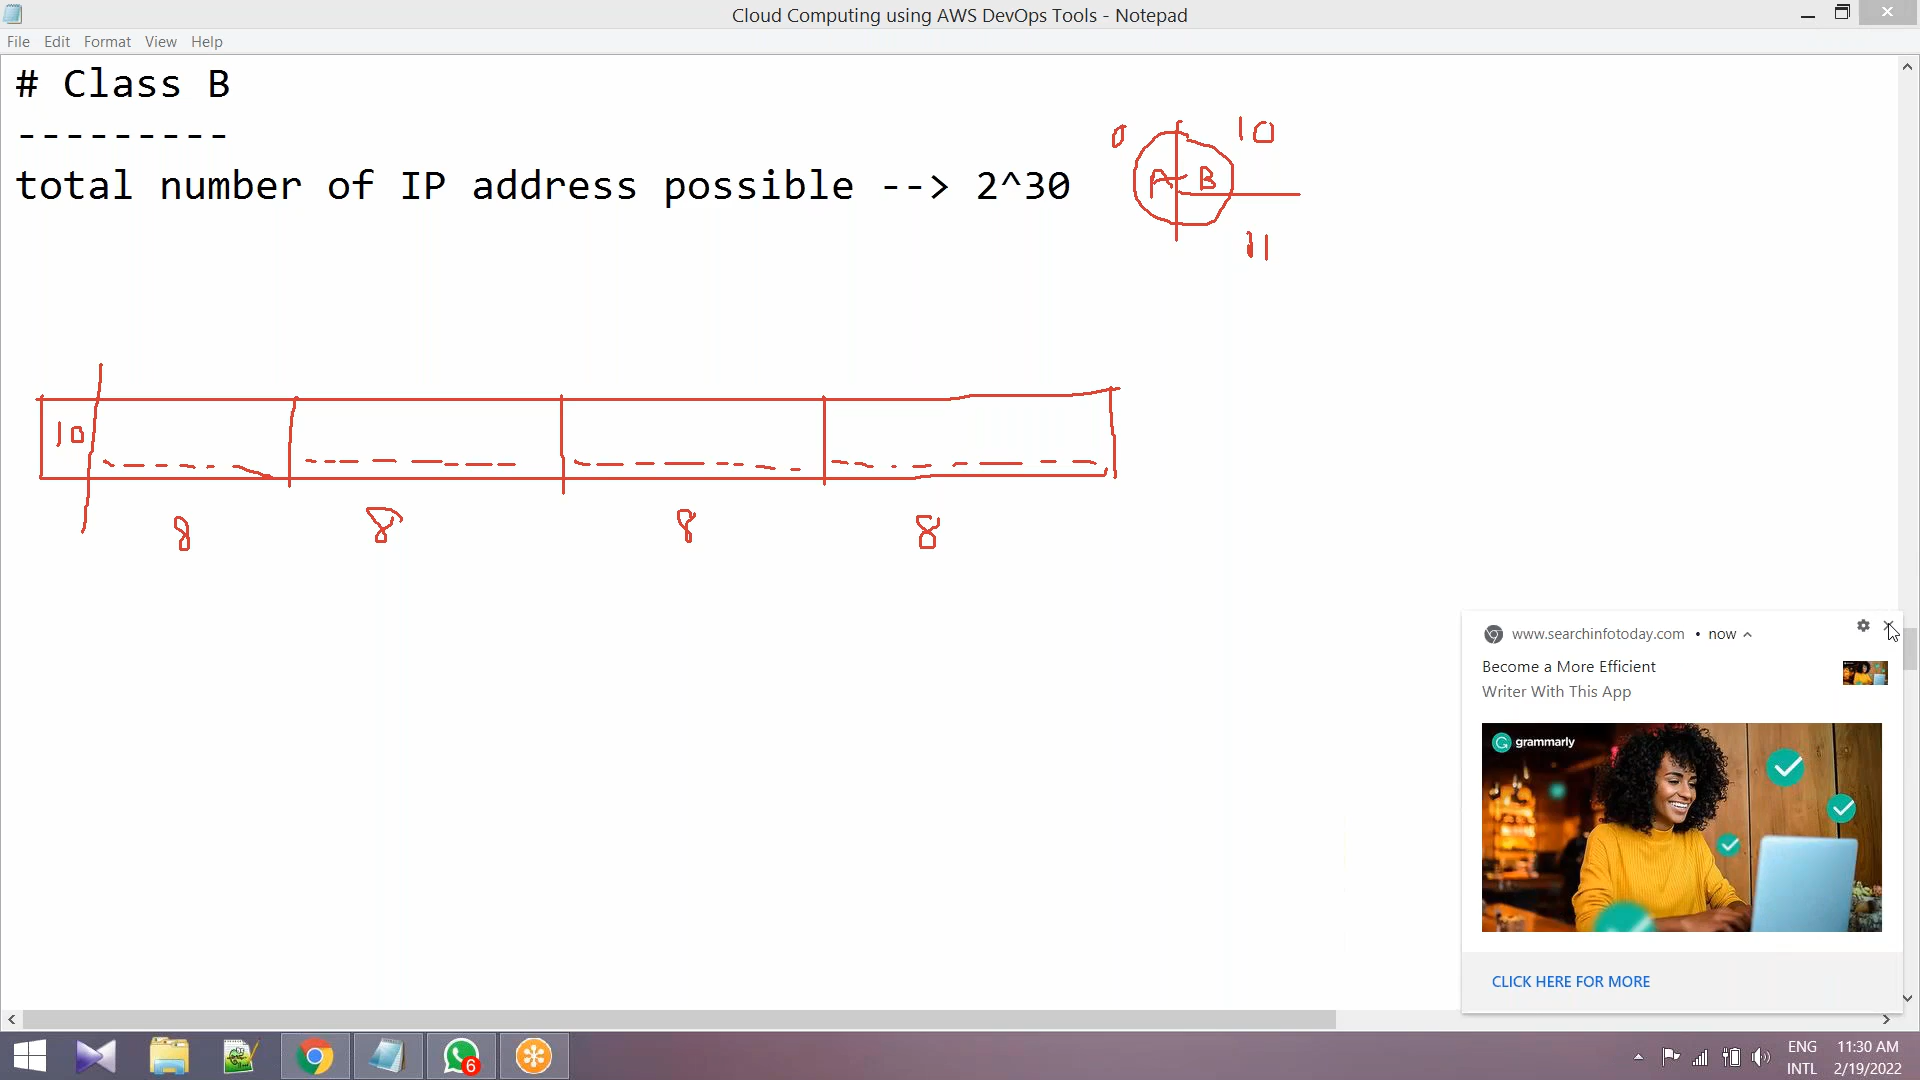 Cloud Computing using AWS DevOps Tools - Notepad
File Edit Format View Help
# Class B
---------
total number of IP address possible --> 2^30
0 10
A B
11
10
8 8 8 8
www.searchinfotoday.com • now
Become a More Efficient
Writer With This App
grammarly
CLICK HERE FOR MORE
6
ENG 11:30 AM
INTL 2/19/2022